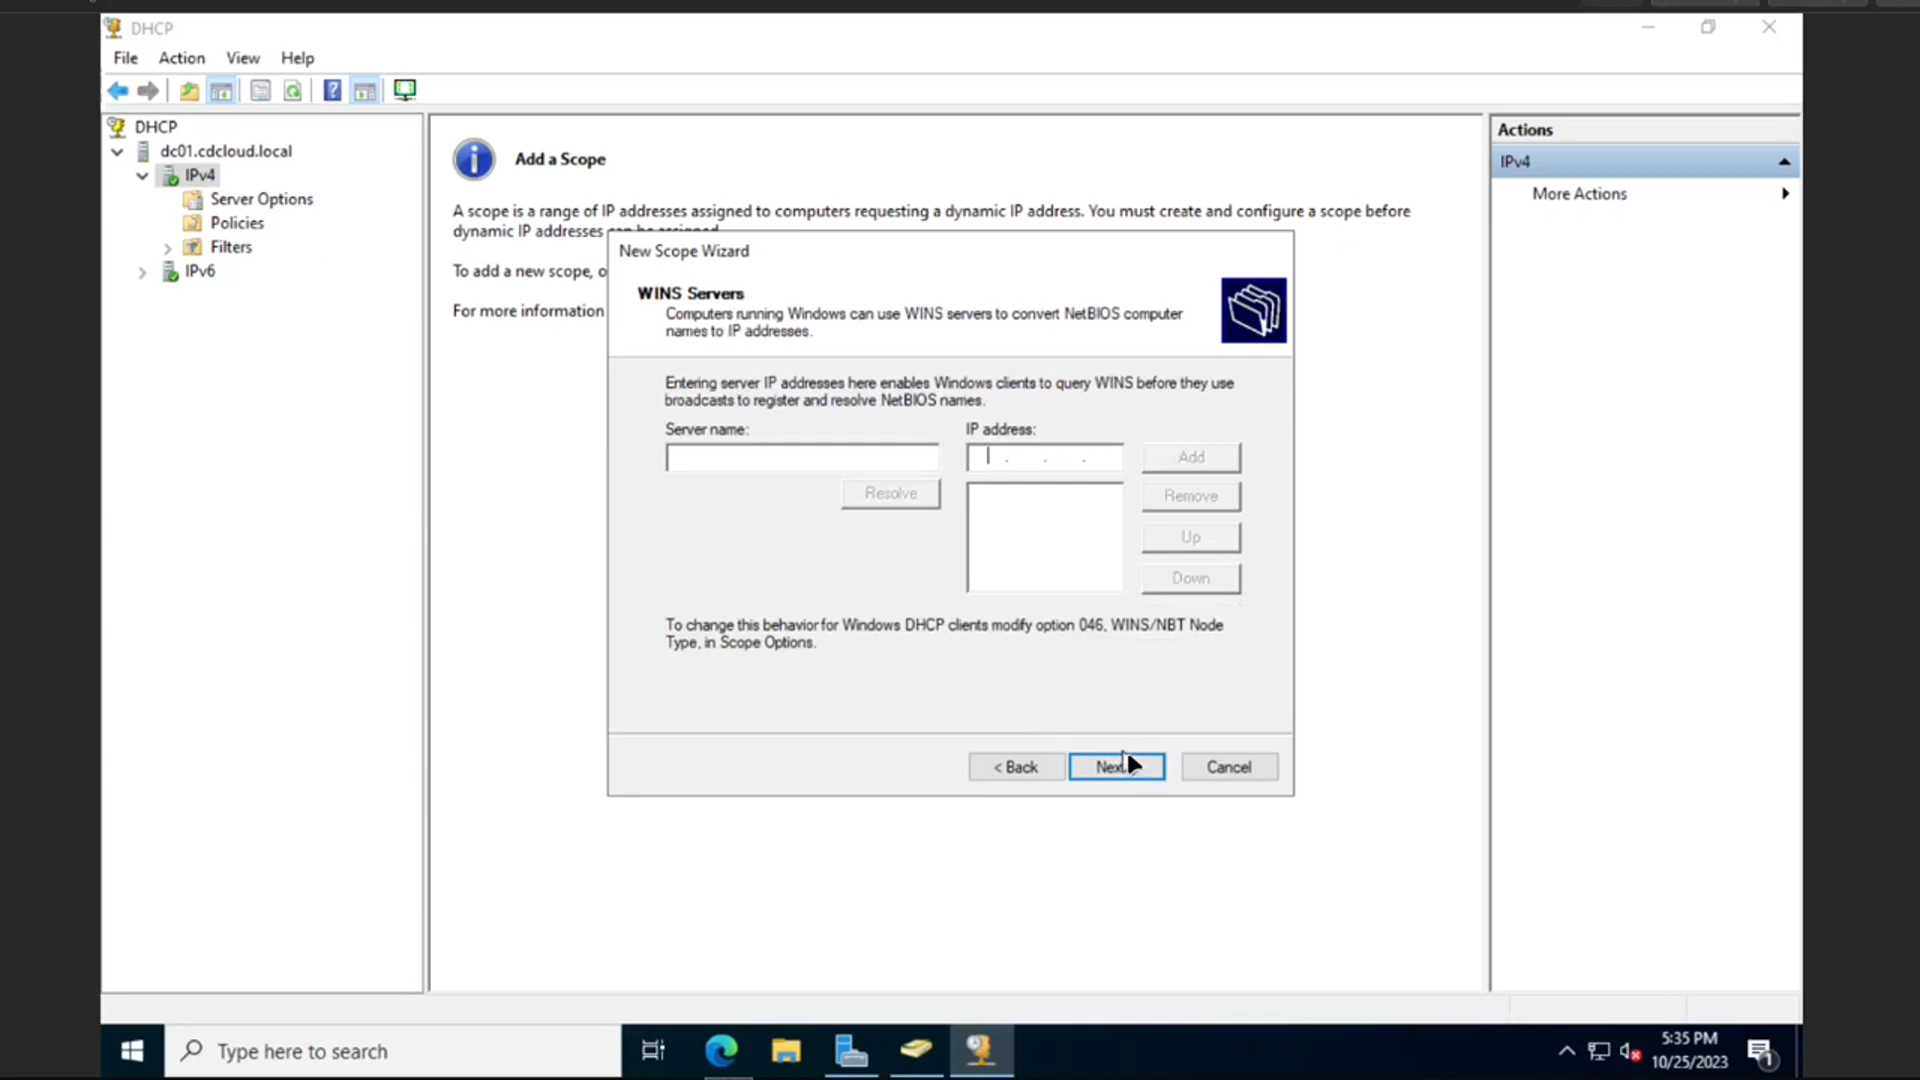 DHCP
File Action View Help
DHCP
dc01.cdcloud.local
IPv4
Server Options
Policies
Filters
IPv6
Add a Scope
A scope is a range of IP addresses assigned to computers requesting a dynamic IP address. You must create and configure a scope before
dynamic IP addresses can be assigned.
To add a new scope, o
For more information
New Scope Wizard
WINS Servers
Computers running Windows can use WINS servers to convert NetBIOS computer
names to IP addresses.
Entering server IP addresses here enables Windows clients to query WINS before they use
broadcasts to register and resolve NetBIOS names.
Server name: IP address:
Add
Resolve Remove
Up
Down
To change this behavior for Windows DHCP clients modify option 046, WINS/NBT Node
Type, in Scope Options.
< Back Next Cancel
Actions
IPv4
More Actions
Type here to search
5:35 PM
10/25/2023
1